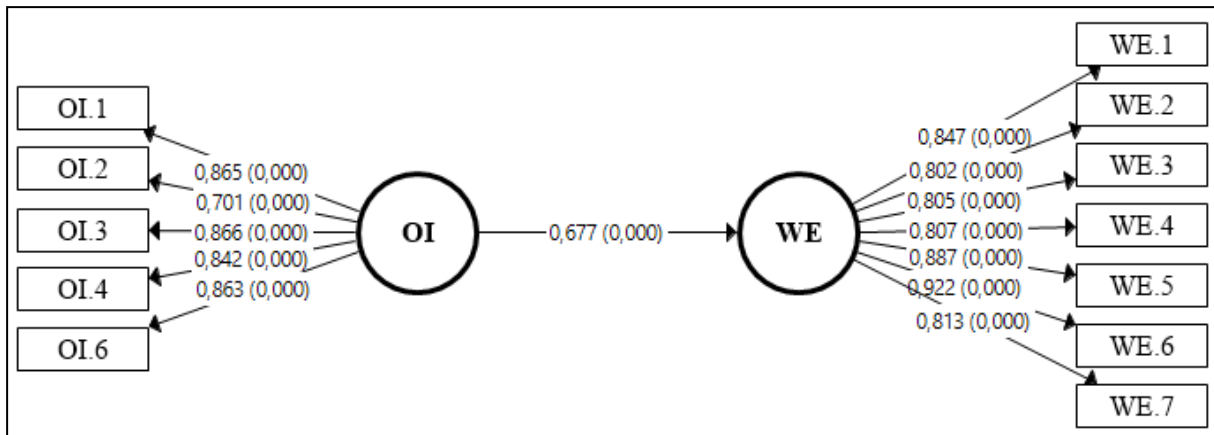 OI.1
OI.2
OI.3
OI.4
OI.6
0,865 (0,000)
0,701 (0,000)
0,866 (0,000)
0,842 (0,000)
0,863 (0,000)
OI
0,677 (0,000)
WE
0,847 (0,000)
0,802 (0,000)
0,805 (0,000)
0,807 (0,000)
0,887 (0,000)
0,922 (0,000)
0,813 (0,000)
WE.1
WE.2
WE.3
WE.4
WE.5
WE.6
WE.7